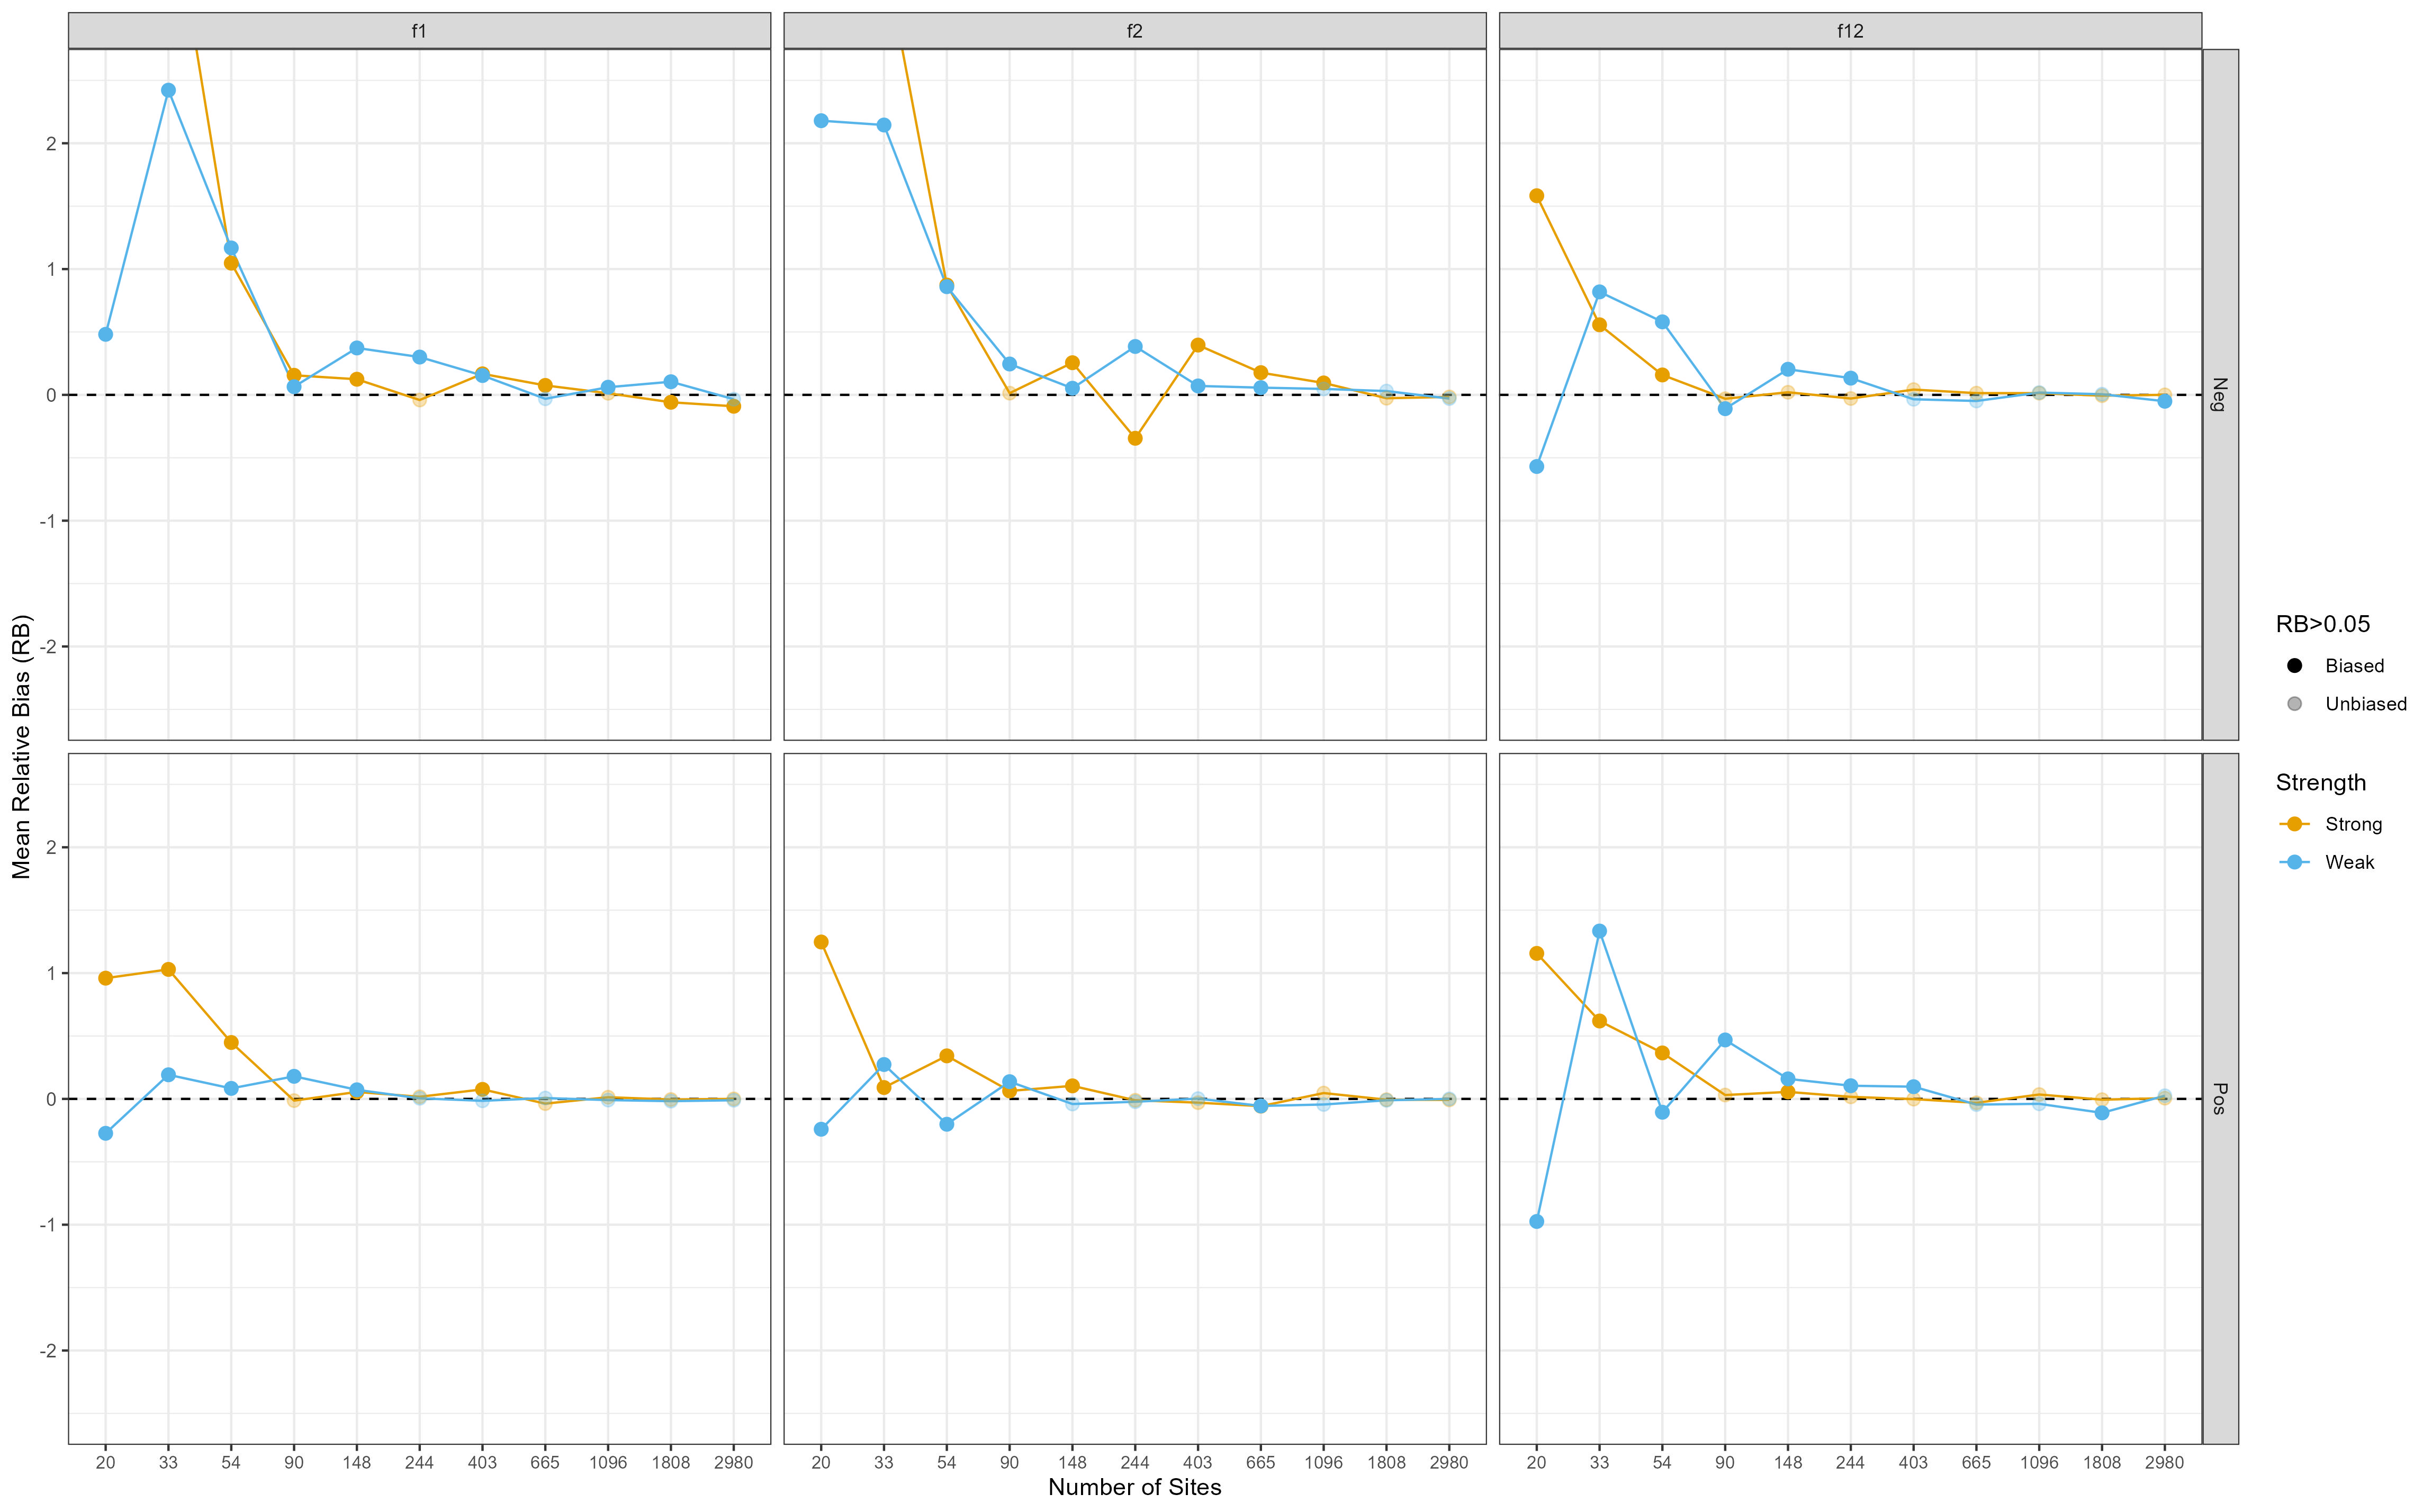 f1 f2 f12
2
1
0
-1
-2
Neg
2
1
0
-1
-2
Pos
Mean Relative Bias (RB)
20 33 54 90 148 244 403 665 1096 1808 2980
20 33 54 90 148 244 403 665 1096 1808 2980
20 33 54 90 148 244 403 665 1096 1808 2980
Number of Sites
RB>0.05
Biased
Unbiased
Strength
Strong
Weak